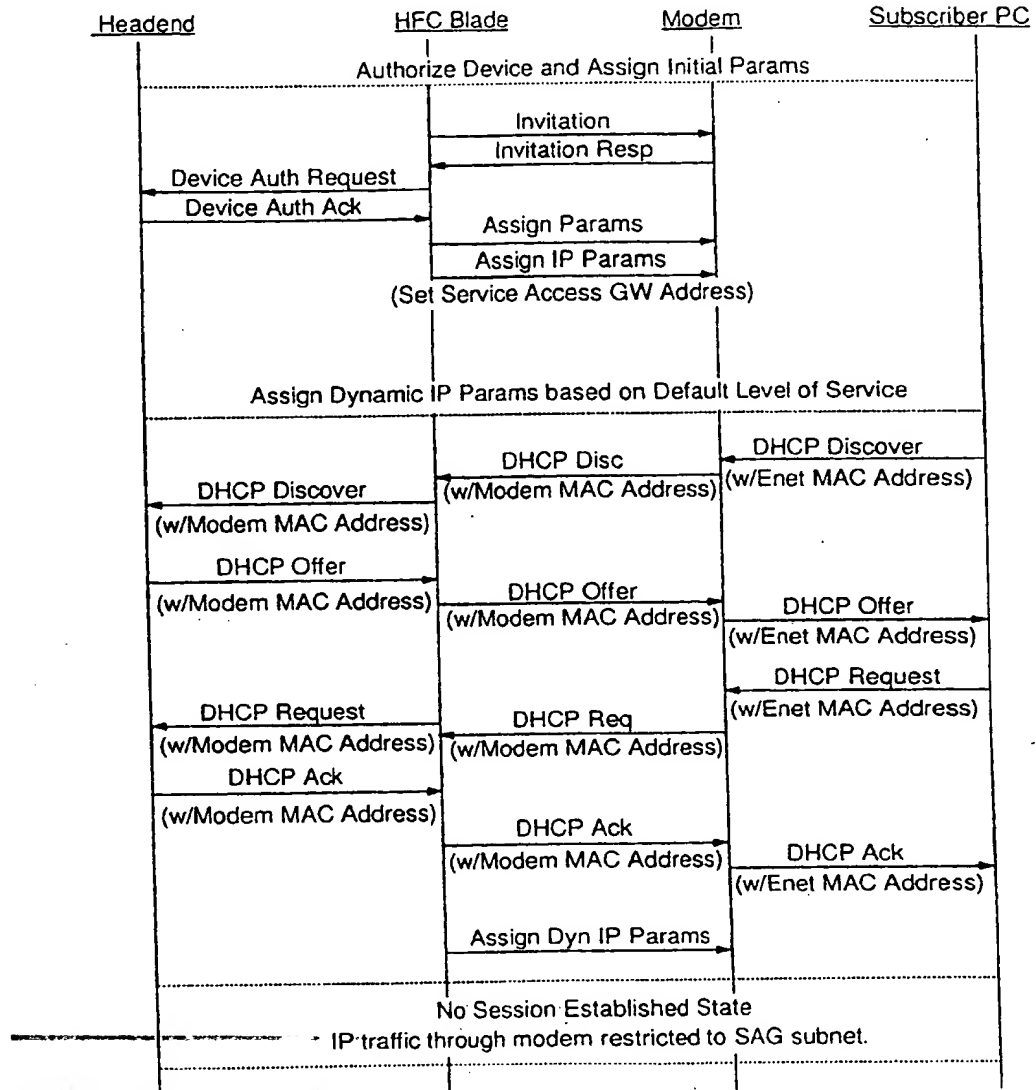 Headend HFC Blade Modem Subscriber PC
Authorize Device and Assign Initial Params
Invitation
Invitation Resp
Device Auth Request
Device Auth Ack
Assign Params
Assign IP Params
(Set Service Access GW Address)
Assign Dynamic IP Params based on Default Level of Service
DHCP Discover
(w/Enet MAC Address)
DHCP Disc
(w/Modem MAC Address)
DHCP Discover
(w/Modem MAC Address)
DHCP Offer
(w/Modem MAC Address)
DHCP Offer
(w/Modem MAC Address)
DHCP Offer
(w/Enet MAC Address)
DHCP Request
(w/Enet MAC Address)
DHCP Req
(w/Modem MAC Address)
DHCP Request
(w/Modem MAC Address)
DHCP Ack
(w/Modem MAC Address)
DHCP Ack
(w/Modem MAC Address)
DHCP Ack
(w/Enet MAC Address)
Assign Dyn IP Params
No Session Established State
IP traffic through modem restricted to SAG subnet.